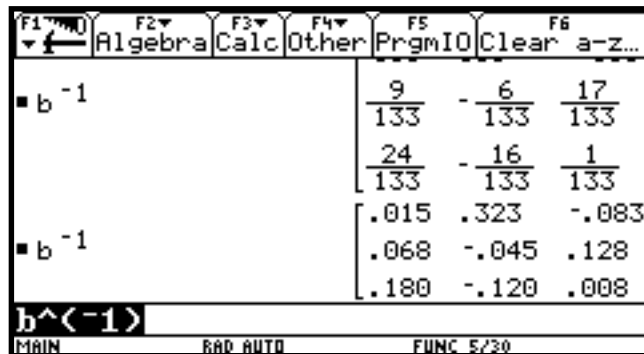 F1 F2 F3 F4 F5 F6
Algebra Calc Other PrgmIO Clear a-z…
b⁻¹
9/133 -6/133 17/133
24/133 -16/133 1/133
b⁻¹
.015 .323 -.083
.068 -.045 .128
.180 -.120 .008
b^(-1)
MAIN RAD AUTO FUNC 5/30